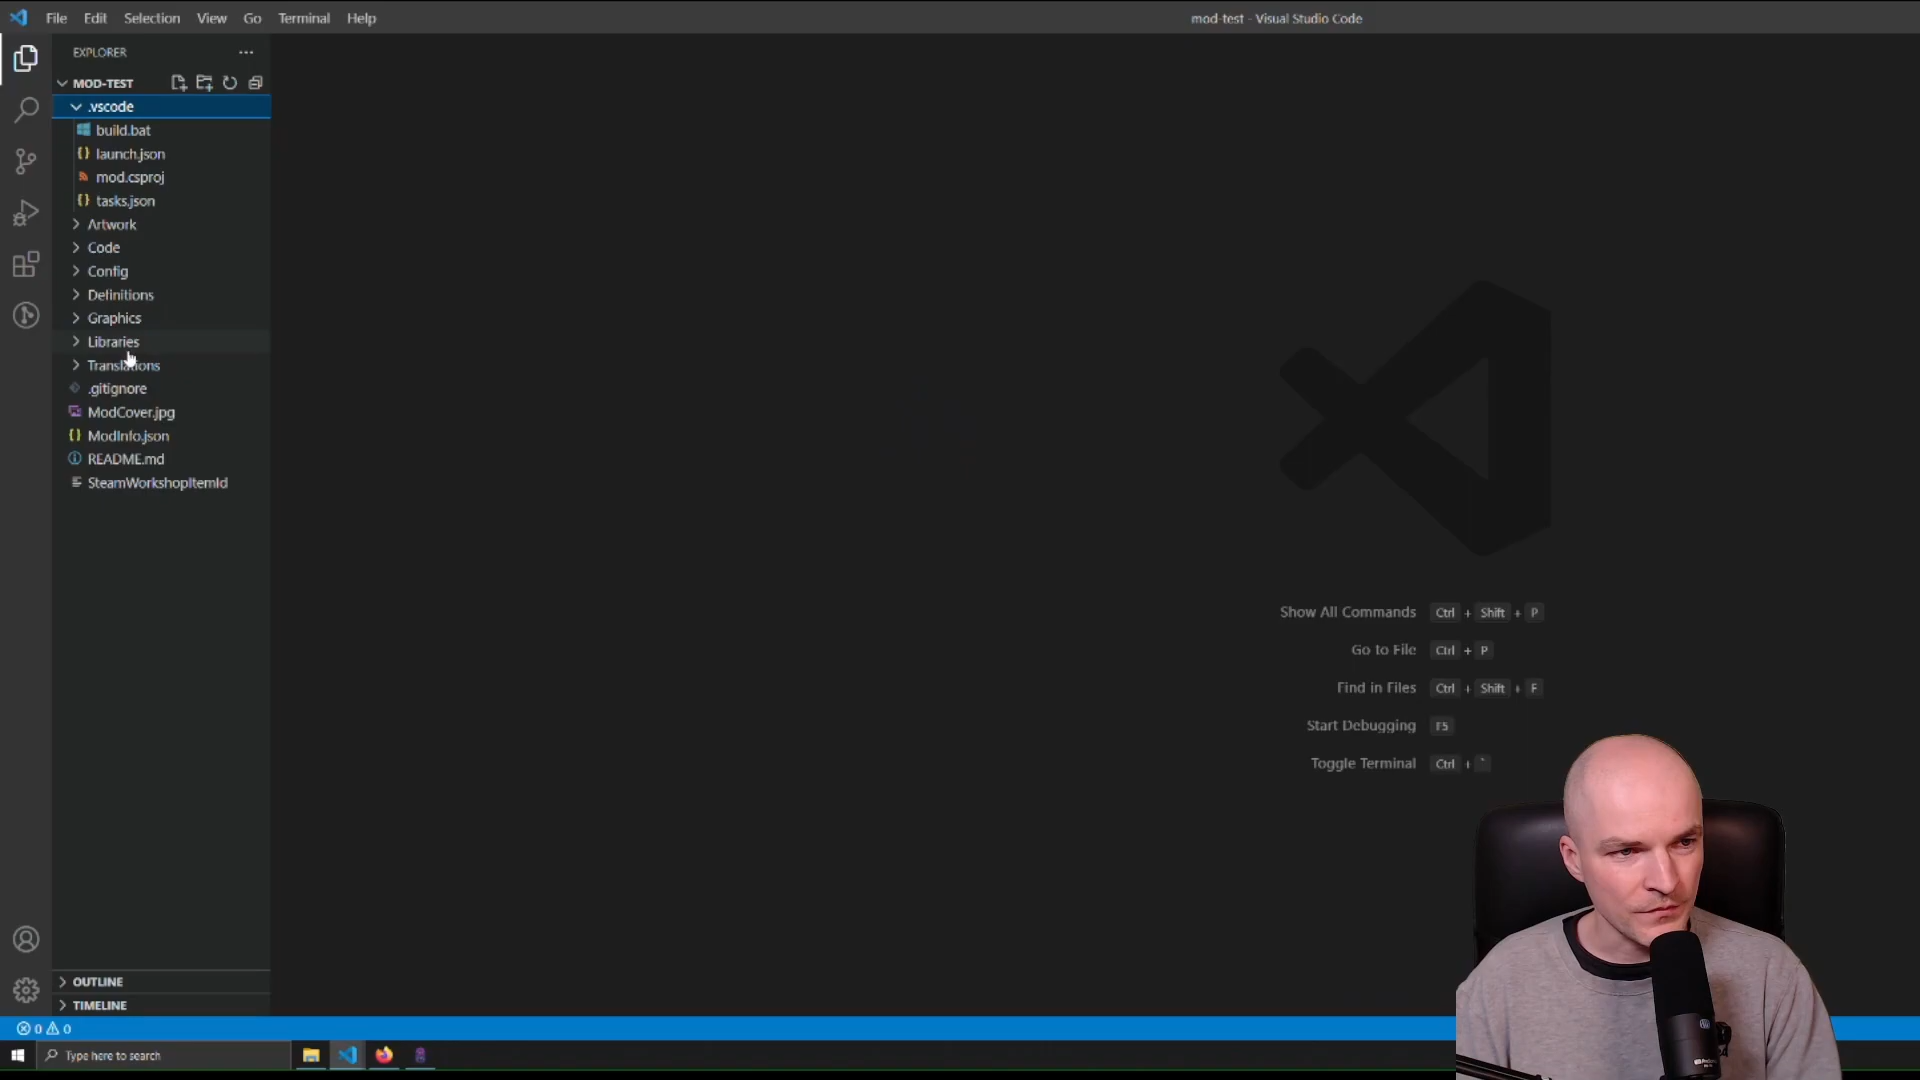 File Edit Selection View Go Terminal Help
mod-test - Visual Studio Code
EXPLORER
MOD-TEST
.vscode
build.bat
launch.json
mod.csproj
tasks.json
Artwork
Code
Config
Definitions
Graphics
Libraries
Translations
.gitignore
ModCover.jpg
ModInfo.json
README.md
SteamWorkshopItemId
Show All Commands Ctrl + Shift + P
Go to File Ctrl + P
Find in Files Ctrl + Shift + F
Start Debugging F5
Toggle Terminal Ctrl + `
OUTLINE
TIMELINE
0 0
Type here to search